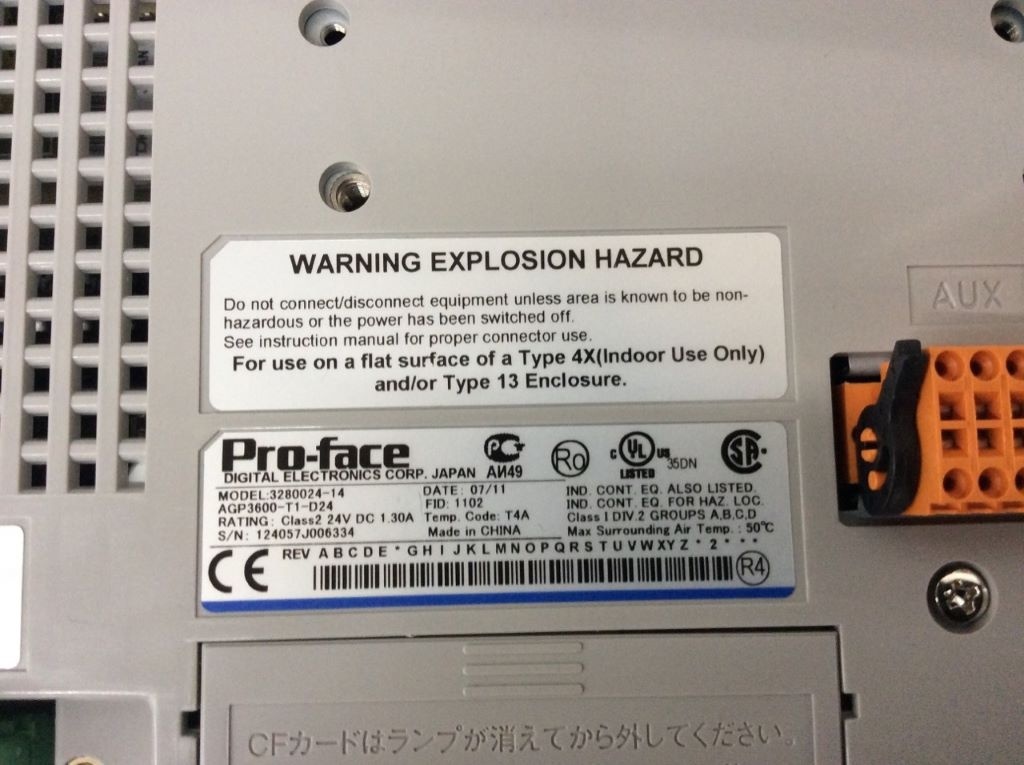 WARNING EXPLOSION HAZARD
Do not connect/disconnect equipment unless area is known to be non-
hazardous or the power has been switched off.
See instruction manual for proper connector use.
For use on a flat surface of a Type 4X(Indoor Use Only)
and/or Type 13 Enclosure.
AUX
Pro-face
DIGITAL ELECTRONICS CORP. JAPAN
АИ49
Ro
c UL us
LISTED
35DN
SA
MODEL:3280024-14
AGP3600-T1-D24
RATING: Class2 24V DC 1.30A
S/N: 124057J006334
DATE: 07/11
FID: 1102
Temp. Code: T4A
Made in CHINA
IND. CONT. EQ. ALSO LISTED.
IND. CONT. EQ. FOR HAZ. LOC.
Class I DIV.2 GROUPS A,B,C,D
Max Surrounding Air Temp.: 50℃
REV A B C D E * G H I J K L M N O P Q R S T U V W X Y Z * 2 * * *
CE
R4
CFカードはランプが消えてから外してください。